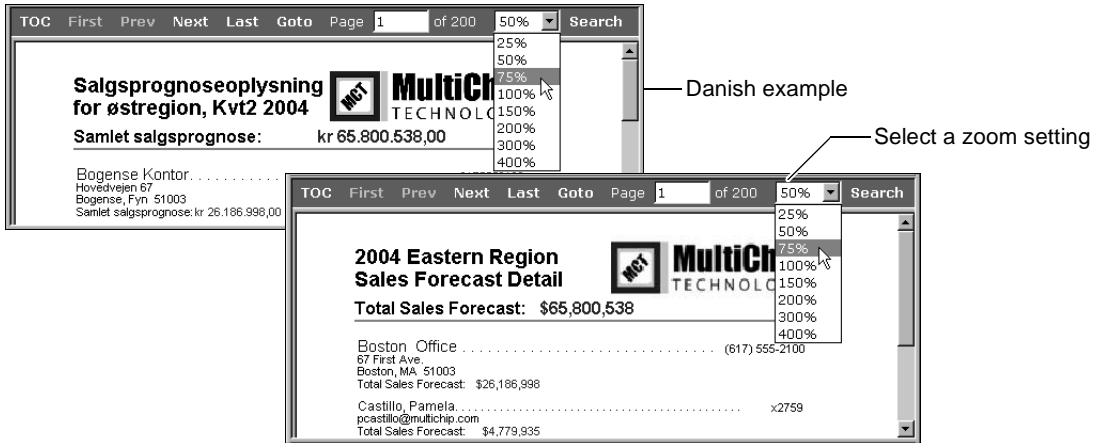 TOC First Prev Next Last Goto Page 1 of 200 50% Search
25%
50%
75%
100%
150%
200%
300%
400%
Salgsprognoseoplysning
for østregion, Kvt2 2004
MCT
TECHNOLO
Samlet salgsprognose: kr 65.800.538,00
Bogense Kontor
Hovedvejen 67
Bogense, Fyn 51003
Samlet salgsprognose: kr 26.186.998,00
Danish example
Select a zoom setting
TOC First Prev Next Last Goto Page 1 of 200 50% Search
25%
50%
75%
100%
150%
200%
300%
400%
2004 Eastern Region
Sales Forecast Detail
MCT
MultiCh
TECHNOLO
Total Sales Forecast: $65,800,538
Boston Office . . . . . . . . . . . . . . . . . . . . . . . . . . . . . . (617) 555-2100
67 First Ave.
Boston, MA 51003
Total Sales Forecast: $26,186,998
Castillo, Pamela. . . . . . . . . . . . . . . . . . . . . . . . . . . . . . x2759
pcastillo@multichip.com
Total Sales Forecast: $4,779,935